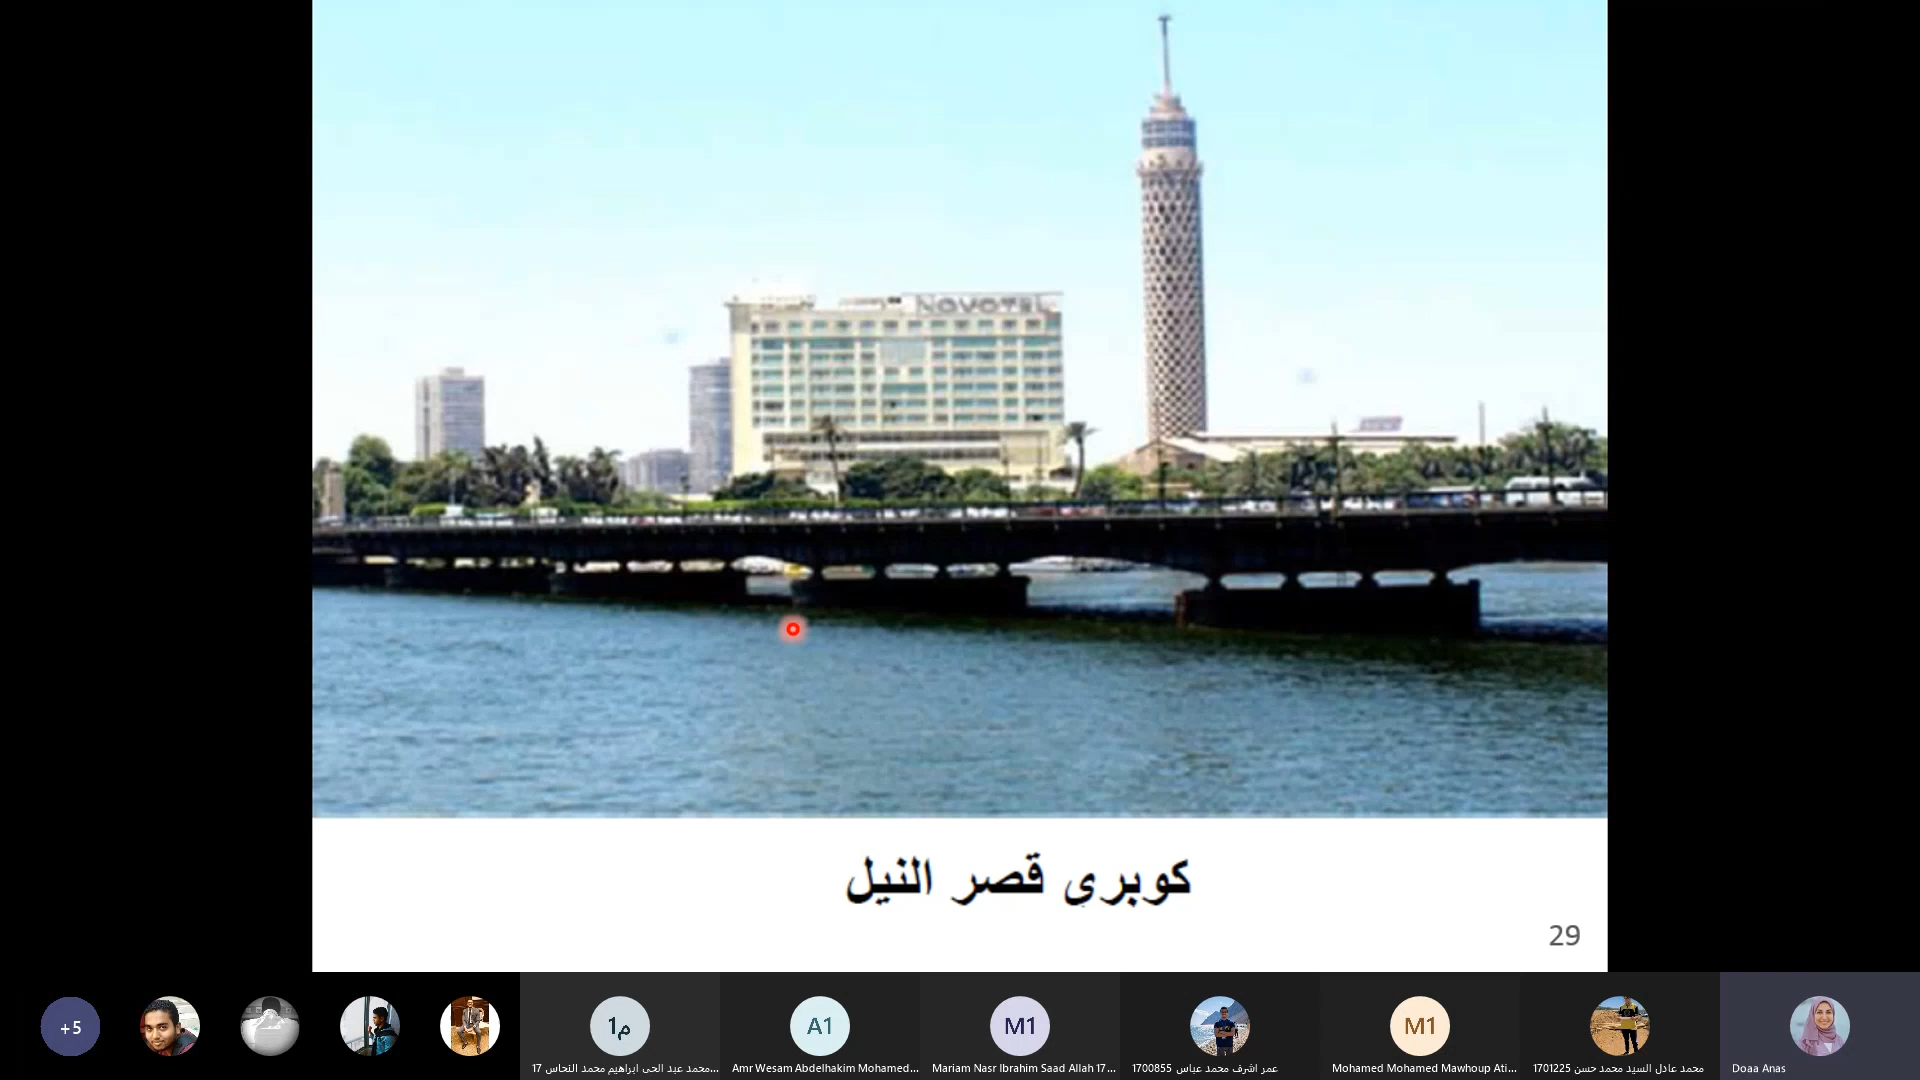 NOVOTEL
كوبري قصر النيل
29
+5
م1
A1
M1
M1
محمد عبد الحى ابراهيم محمد النحاس 17...
Amr Wesam Abdelhakim Mohamed...
Mariam Nasr Ibrahim Saad Allah 17...
عمر اشرف محمد عباس 1700855
Mohamed Mohamed Mawhoup Ati...
محمد عادل السيد محمد حسن 1701225
Doaa Anas